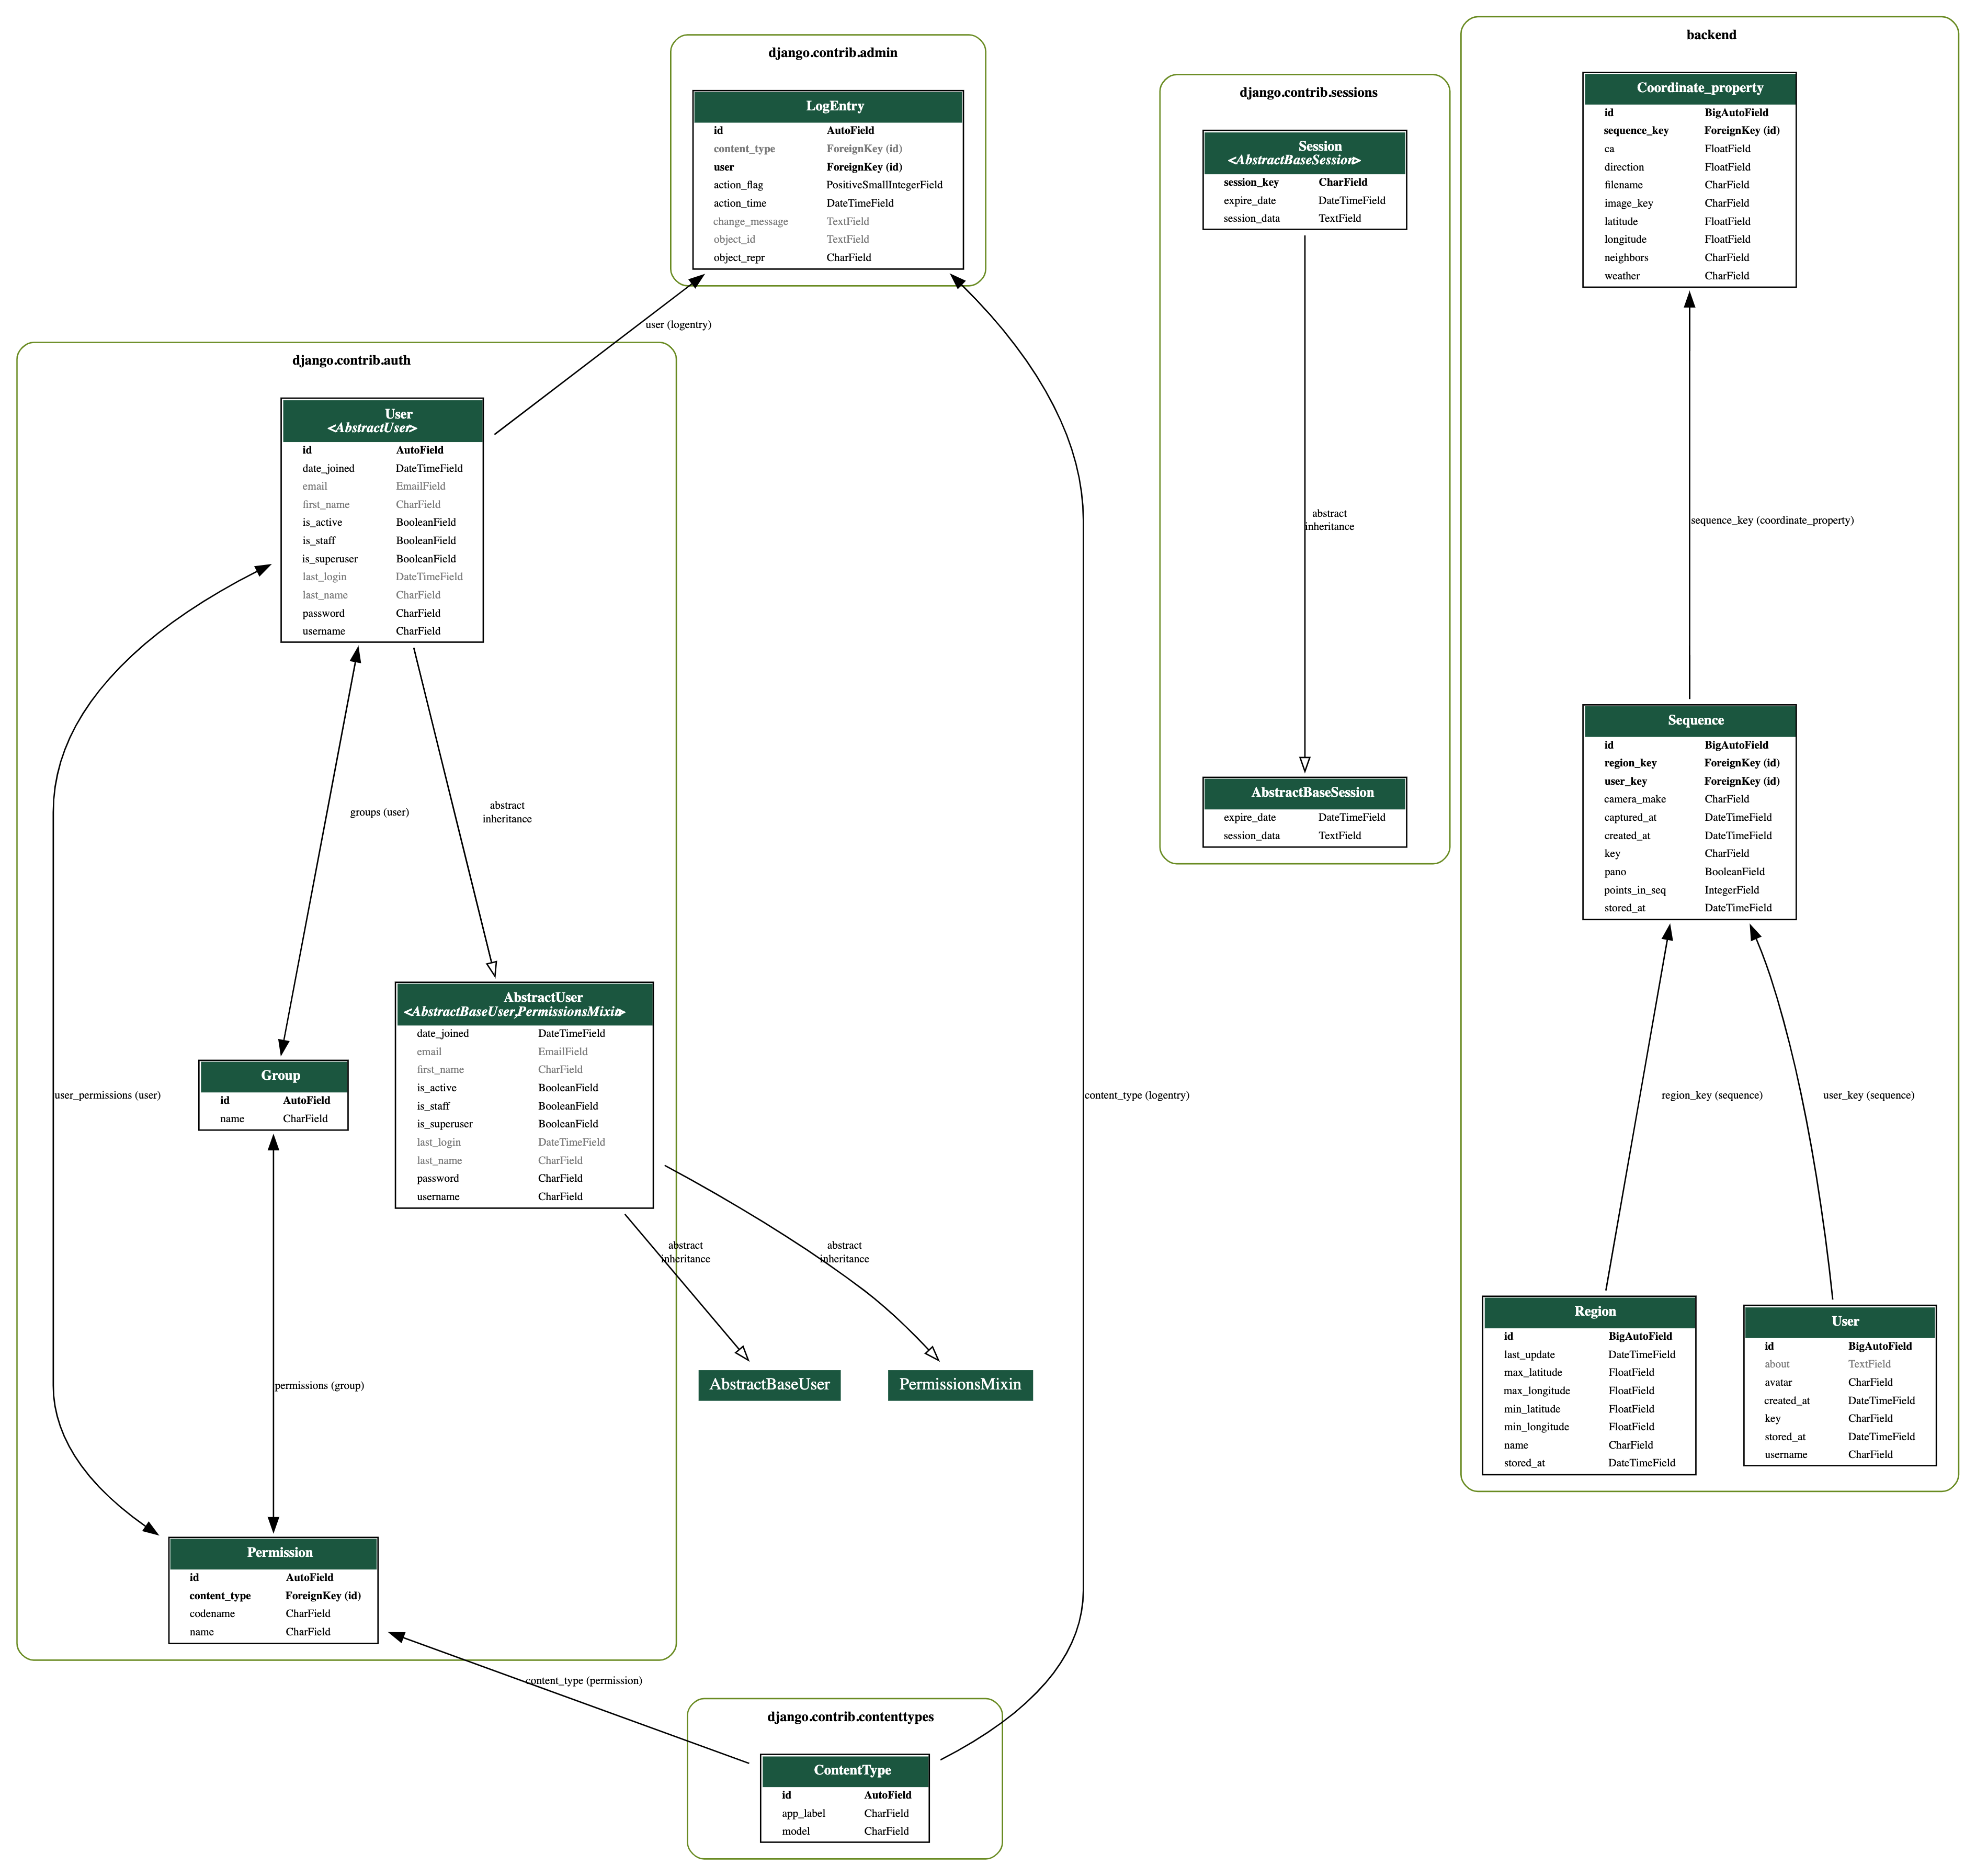 django.contrib.admin
LogEntry
id AutoField
content_type ForeignKey (id)
user ForeignKey (id)
action_flag PositiveSmallIntegerField
action_time DateTimeField
change_message TextField
object_id TextField
object_repr CharField
user (logentry)
django.contrib.auth
User
<AbstractUser>
id AutoField
date_joined DateTimeField
email EmailField
first_name CharField
is_active BooleanField
is_staff BooleanField
is_superuser BooleanField
last_login DateTimeField
last_name CharField
password CharField
username CharField
groups (user)
abstract
inheritance
AbstractUser
<AbstractBaseUser,PermissionsMixin>
date_joined DateTimeField
email EmailField
first_name CharField
is_active BooleanField
is_staff BooleanField
is_superuser BooleanField
last_login DateTimeField
last_name CharField
password CharField
username CharField
Group
id AutoField
name CharField
user_permissions (user)
abstract
inheritance
abstract
inheritance
AbstractBaseUser
PermissionsMixin
permissions (group)
Permission
id AutoField
content_type ForeignKey (id)
codename CharField
name CharField
content_type (permission)
content_type (logentry)
django.contrib.contenttypes
ContentType
id AutoField
app_label CharField
model CharField
django.contrib.sessions
Session
<AbstractBaseSession>
session_key CharField
expire_date DateTimeField
session_data TextField
abstract
inheritance
AbstractBaseSession
expire_date DateTimeField
session_data TextField
backend
Coordinate_property
id BigAutoField
sequence_key ForeignKey (id)
ca FloatField
direction FloatField
filename CharField
image_key CharField
latitude FloatField
longitude FloatField
neighbors CharField
weather CharField
sequence_key (coordinate_property)
Sequence
id BigAutoField
region_key ForeignKey (id)
user_key ForeignKey (id)
camera_make CharField
captured_at DateTimeField
created_at DateTimeField
key CharField
pano BooleanField
points_in_seq IntegerField
stored_at DateTimeField
region_key (sequence)
user_key (sequence)
Region
id BigAutoField
last_update DateTimeField
max_latitude FloatField
max_longitude FloatField
min_latitude FloatField
min_longitude FloatField
name CharField
stored_at DateTimeField
User
id BigAutoField
about TextField
avatar CharField
created_at DateTimeField
key CharField
stored_at DateTimeField
username CharField